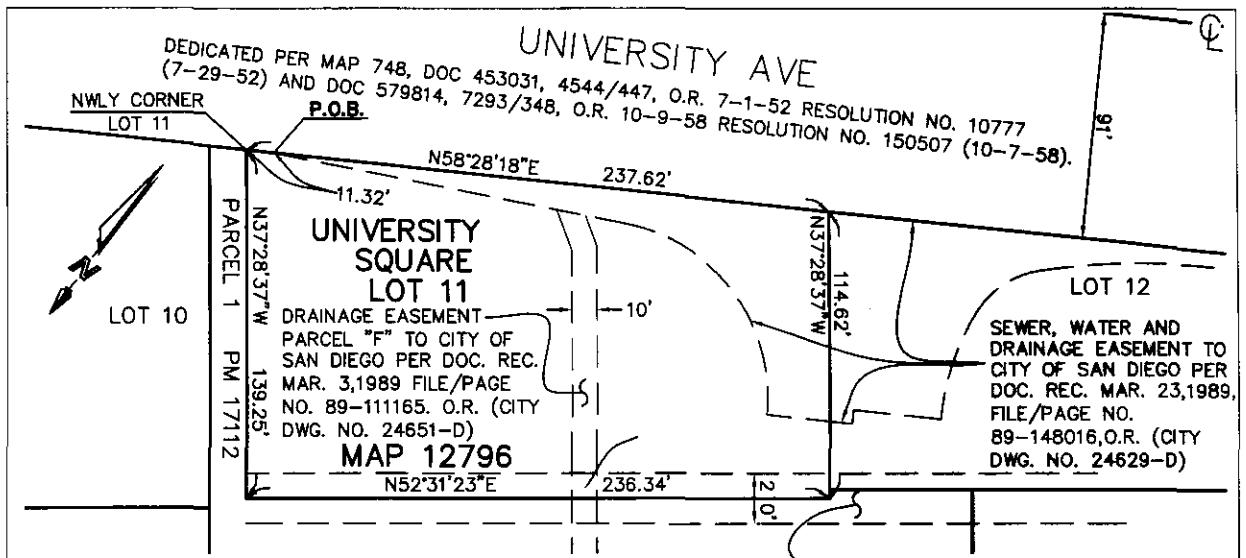 UNIVERSITY AVE
DEDICATED PER MAP 748, DOC 453031, 4544/447, O.R. 7-1-52 RESOLUTION NO. 10777
(7-29-52) AND DOC 579814, 7293/348, O.R. 10-9-58 RESOLUTION NO. 150507 (10-7-58).
℄
91'
NWLY CORNER
LOT 11
P.O.B.
N58°28'18"E 237.62'
11.32'
N
LOT 10
PARCEL 1 PM 17112
N37°28'37"W 139.25'
UNIVERSITY
SQUARE
LOT 11
DRAINAGE EASEMENT
PARCEL "F" TO CITY OF
SAN DIEGO PER DOC. REC.
MAR. 3,1989 FILE/PAGE
NO. 89-111165. O.R. (CITY
DWG. NO. 24651-D)
MAP 12796
10'
N37°28'37"W 114.62'
LOT 12
SEWER, WATER AND
DRAINAGE EASEMENT TO
CITY OF SAN DIEGO PER
DOC. REC. MAR. 23,1989,
FILE/PAGE NO.
89-148016,O.R. (CITY
DWG. NO. 24629-D)
N52°31'23"E 236.34'
20'